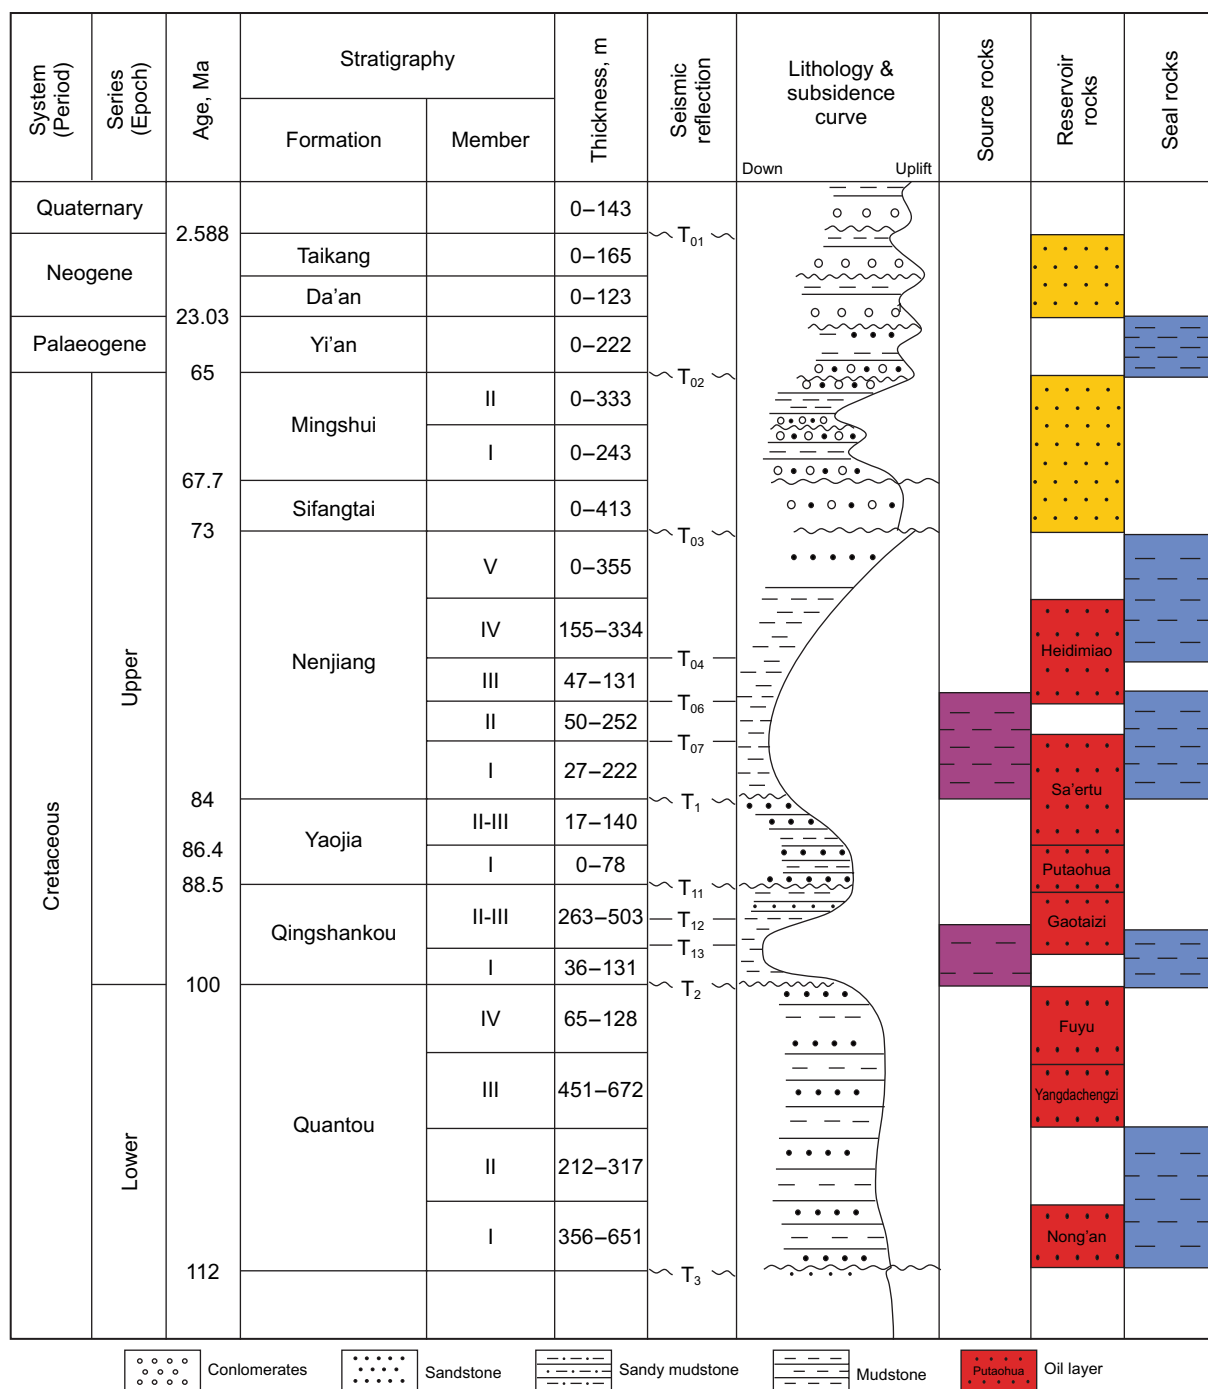 System
(Period)
Series
(Epoch)
Age, Ma
Stratigraphy
Formation
Member
Thickness, m
Seismic
reflection
Lithology &
subsidence
curve
Down
Uplift
Source rocks
Reservoir
rocks
Seal rocks
Quaternary
0–143
2.588
T01
Neogene
Taikang
0–165
Da’an
0–123
23.03
Palaeogene
Yi’an
0–222
65
T02
Cretaceous
Upper
Mingshui
II
0–333
I
0–243
67.7
Sifangtai
0–413
73
T03
Nenjiang
V
0–355
IV
155–334
T04
Heidimiao
III
47–131
T06
II
50–252
T07
I
27–222
Sa’ertu
84
T1
Yaojia
II-III
17–140
86.4
I
0–78
Putaohua
88.5
T11
Qingshankou
II-III
263–503
T12
Gaotaizi
T13
I
36–131
100
T2
Lower
Quantou
IV
65–128
Fuyu
III
451–672
Yangdachengzi
II
212–317
I
356–651
Nong’an
112
T3
Conlomerates
Sandstone
Sandy mudstone
Mudstone
Putaohua
Oil layer